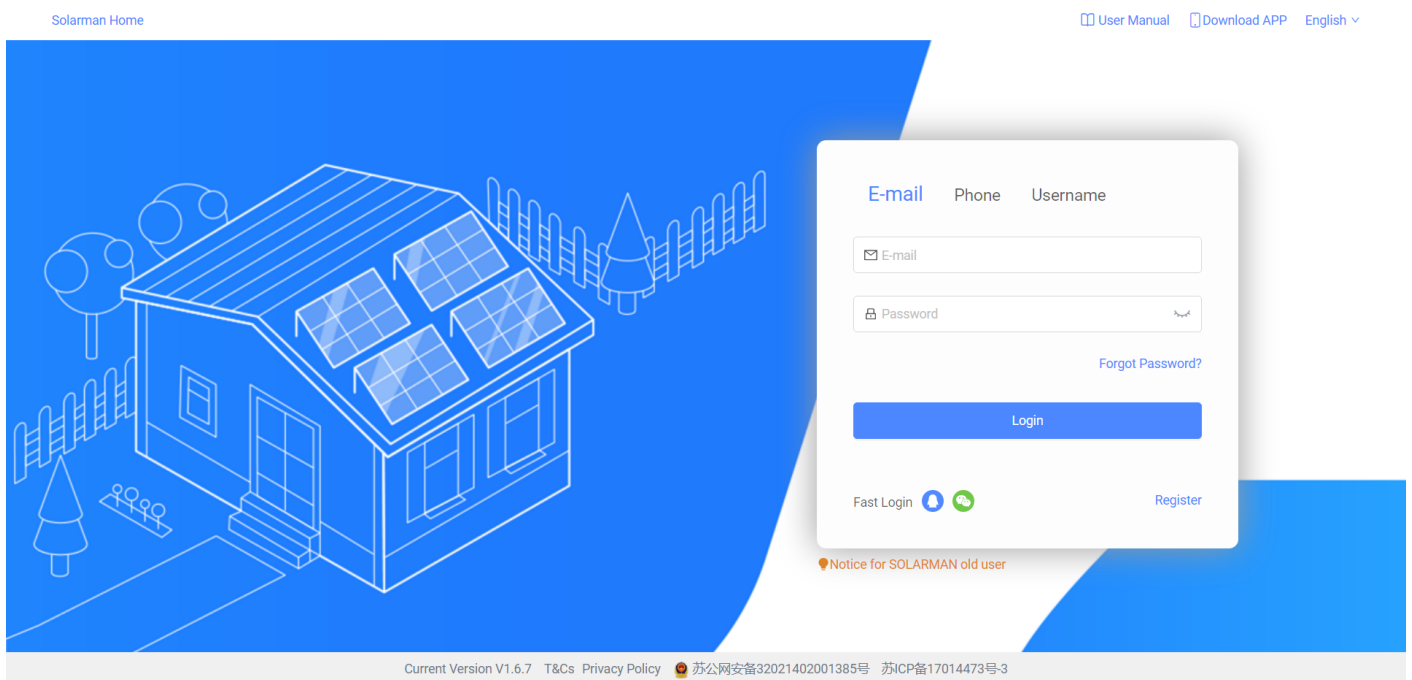 Solarman Home User Manual Download APP English
E-mail Phone Username
E-mail
Password
Forgot Password?
Login
Fast Login Register
Notice for SOLARMAN old user
Current Version V1.6.7 T&Cs Privacy Policy 苏公网安备32021402001385号 苏ICP备17014473号-3